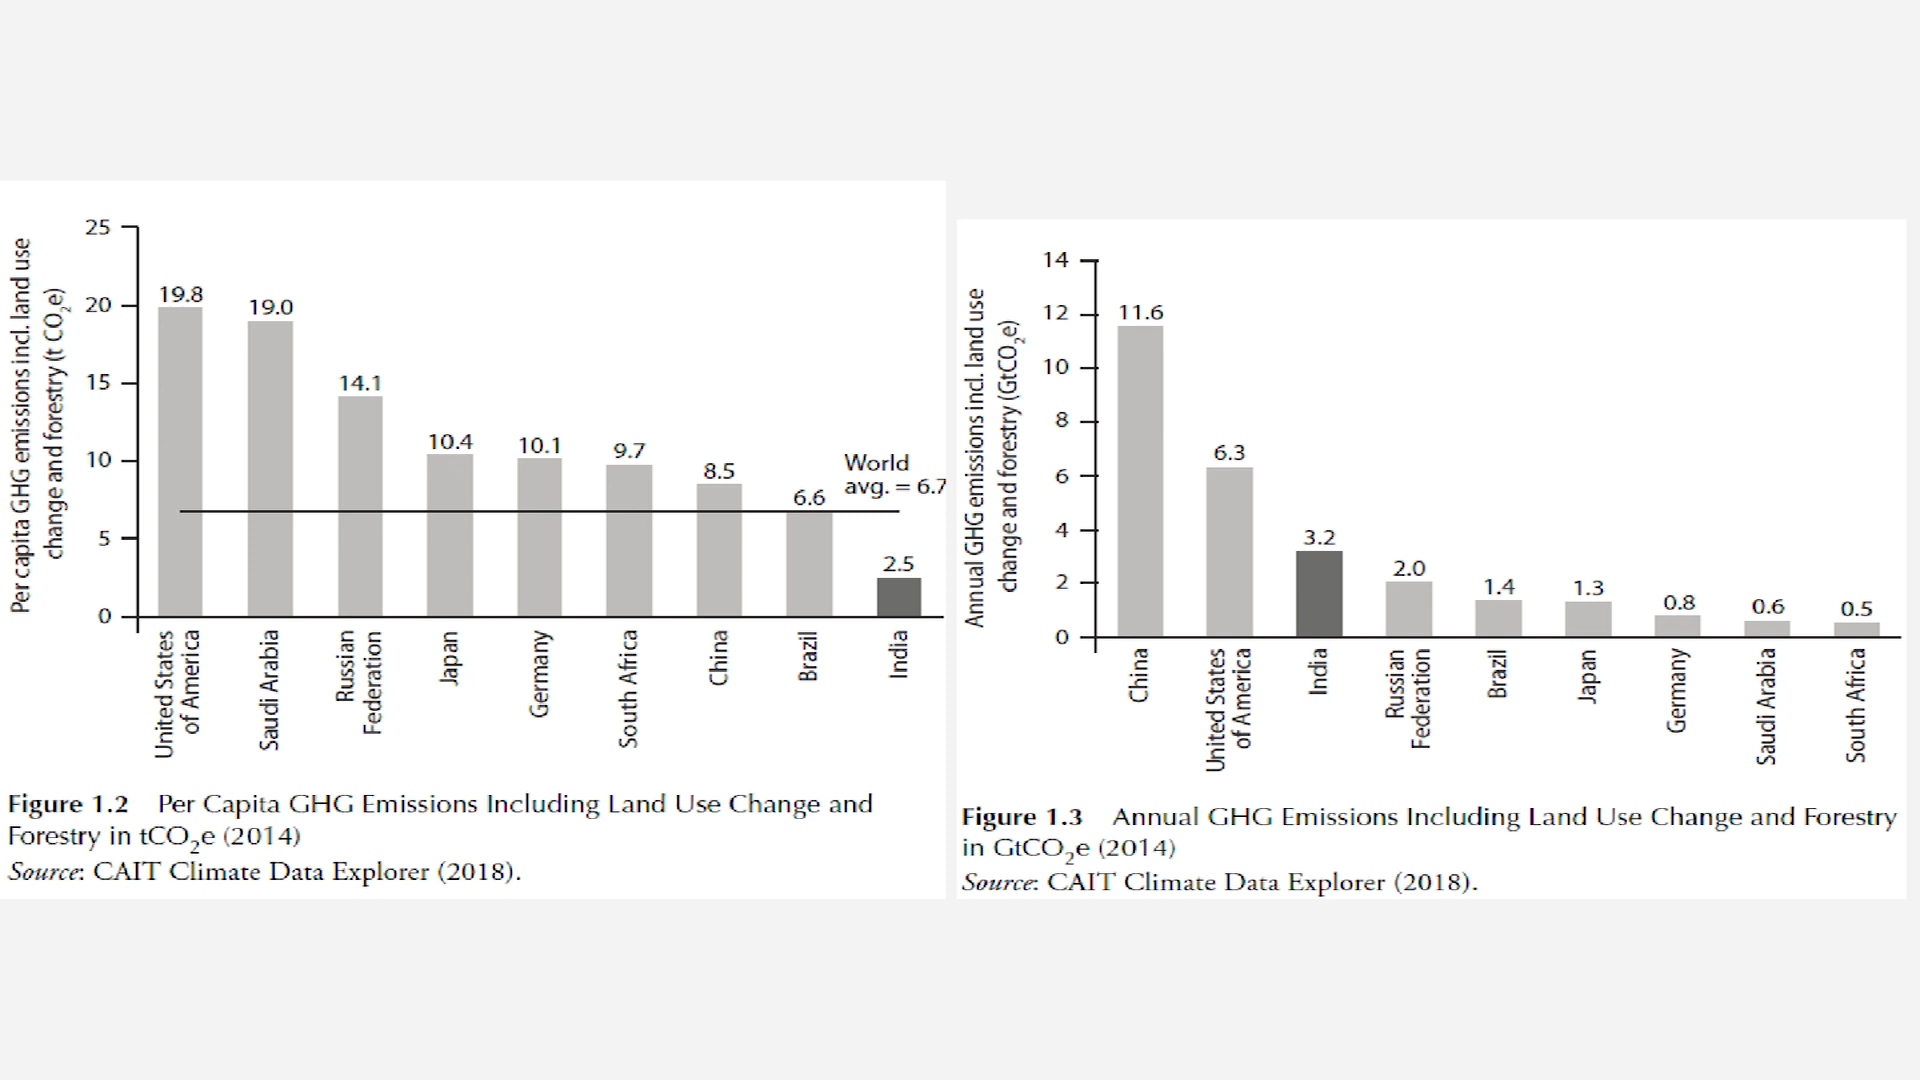 Per capita GHG emissions incl. land use
change and forestry (t CO₂e)
25
20
15
10
5
0
19.8
19.0
14.1
10.4
10.1
9.7
8.5
6.6
2.5
World
avg. = 6.7
United States
of America
Saudi Arabia
Russian
Federation
Japan
Germany
South Africa
China
Brazil
India
Figure 1.2 Per Capita GHG Emissions Including Land Use Change and
Forestry in tCO₂e (2014)
Source: CAIT Climate Data Explorer (2018).
Annual GHG emissions incl. land use
change and forestry (GtCO₂e)
14
12
10
8
6
4
2
0
11.6
6.3
3.2
2.0
1.4
1.3
0.8
0.6
0.5
China
United States
of America
India
Russian
Federation
Brazil
Japan
Germany
Saudi Arabia
South Africa
Figure 1.3 Annual GHG Emissions Including Land Use Change and Forestry
in GtCO₂e (2014)
Source: CAIT Climate Data Explorer (2018).